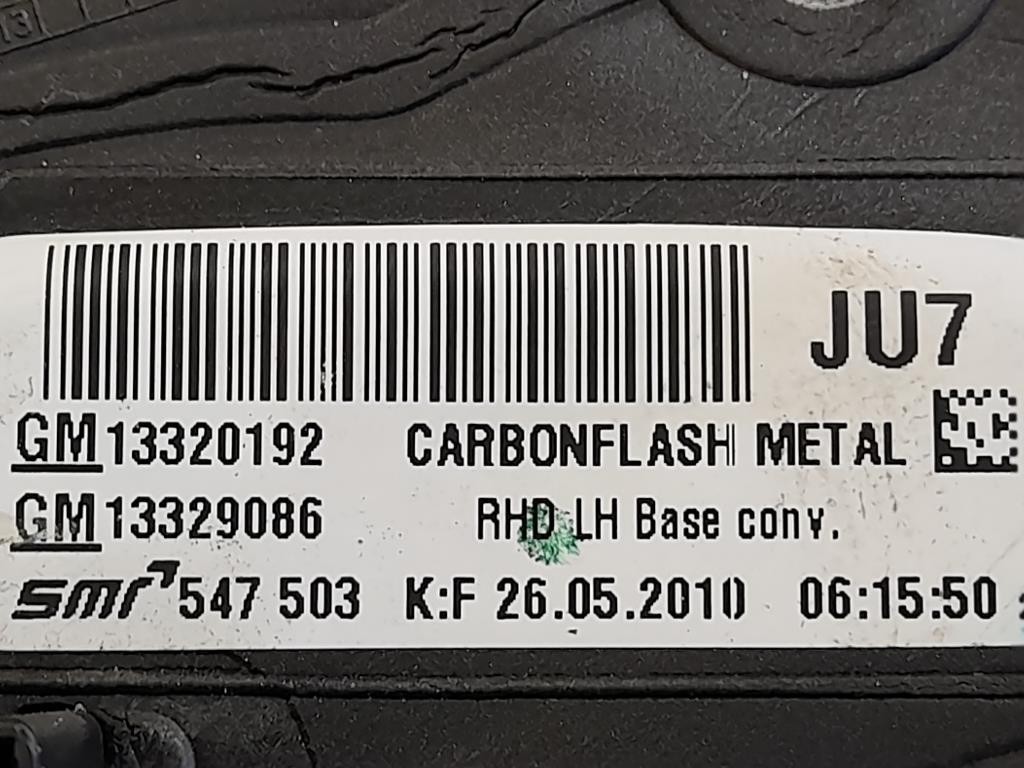 13
JU7
GM 13320192 CARBONFLASH METAL
GM 13329086 RHD LH Base conv.
smr 547 503 K:F 26.05.2010 06:15:50